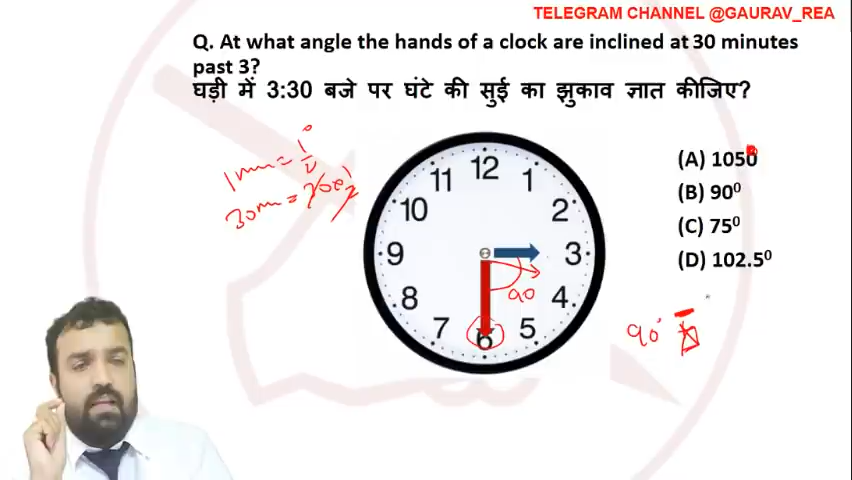 TELEGRAM CHANNEL @GAURAV_REA
Q. At what angle the hands of a clock are inclined at 30 minutes
past 3?
घड़ी में 3:30 बजे पर घंटे की सुई का झुकाव ज्ञात कीजिए?
(A) 1050
(B) 90⁰
(C) 75⁰
(D) 102.5⁰
12
1
2
3
4
5
6
7
8
9
10
11
90
90°